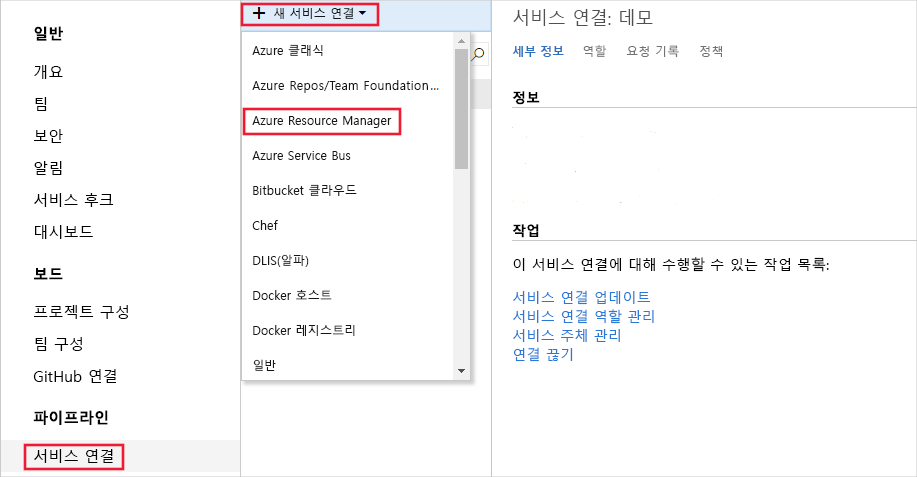 일반
개요
팀
보안
알림
서비스 후크
대시보드
보드
프로젝트 구성
팀 구성
GitHub 연결
파이프라인
서비스 연결
+ 새 서비스 연결
Azure 클래식
Azure Repos/Team Foundation...
Azure Resource Manager
Azure Service Bus
Bitbucket 클라우드
Chef
DLIS(알파)
Docker 호스트
Docker 레지스트리
일반
서비스 연결: 데모
세부 정보 역할 요청 기록 정책
정보
작업
이 서비스 연결에 대해 수행할 수 있는 작업 목록:
서비스 연결 업데이트
서비스 연결 역할 관리
서비스 주체 관리
연결 끊기